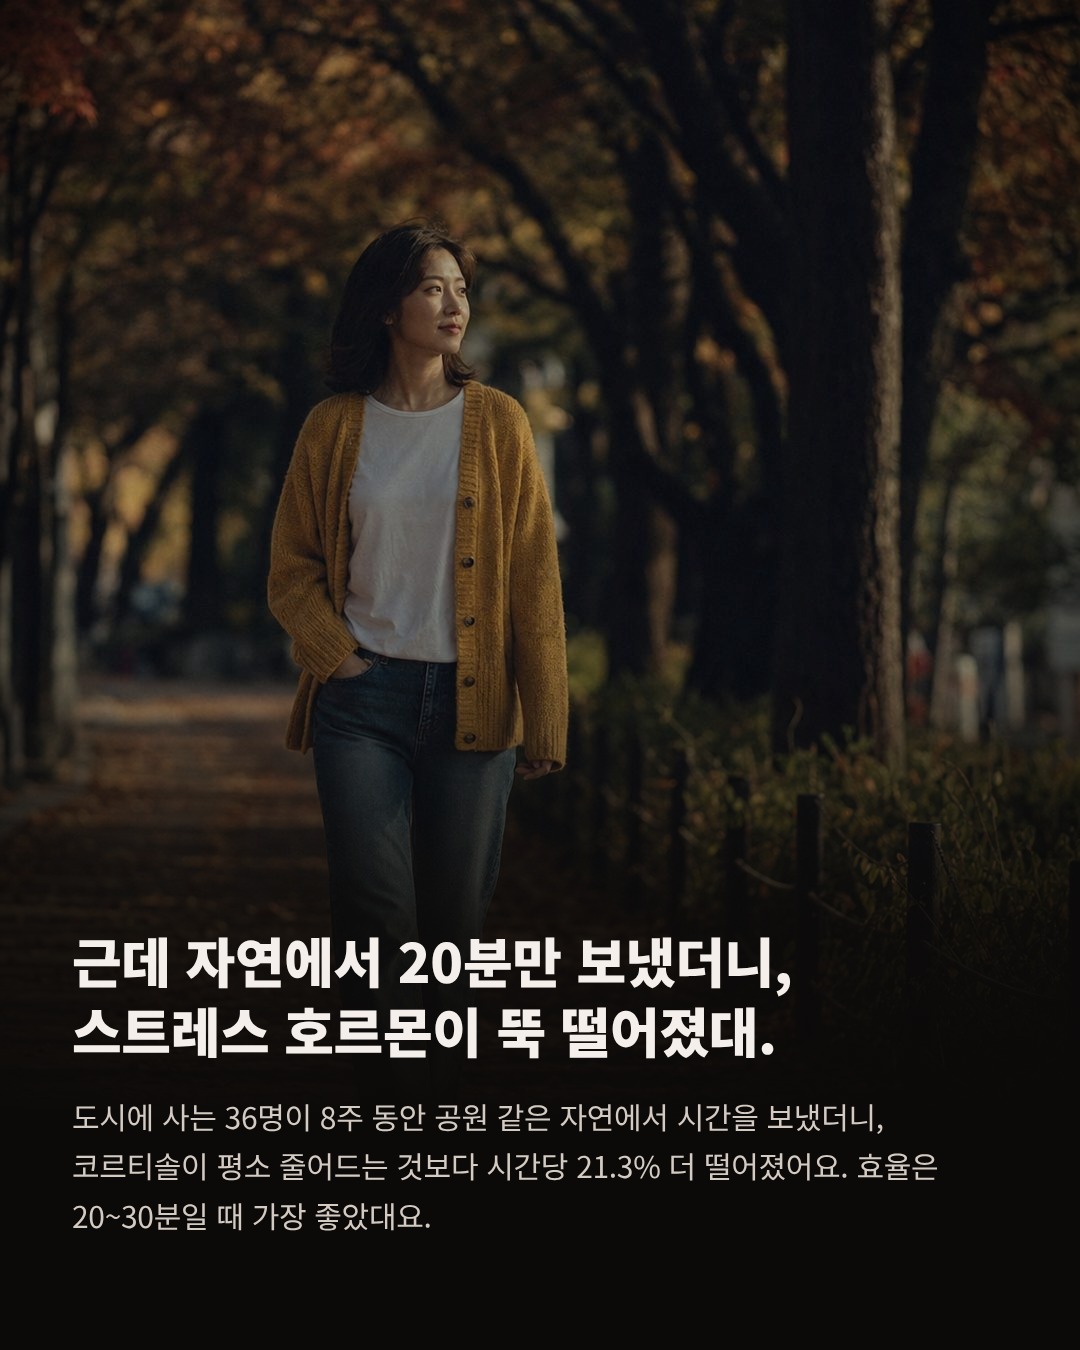 근데 자연에서 20분만 보냈더니,
스트레스 호르몬이 뚝 떨어졌대.
도시에 사는 36명이 8주 동안 공원 같은 자연에서 시간을 보냈더니,
코르티솔이 평소 줄어드는 것보다 시간당 21.3% 더 떨어졌어요. 효율은
20~30분일 때 가장 좋았대요.